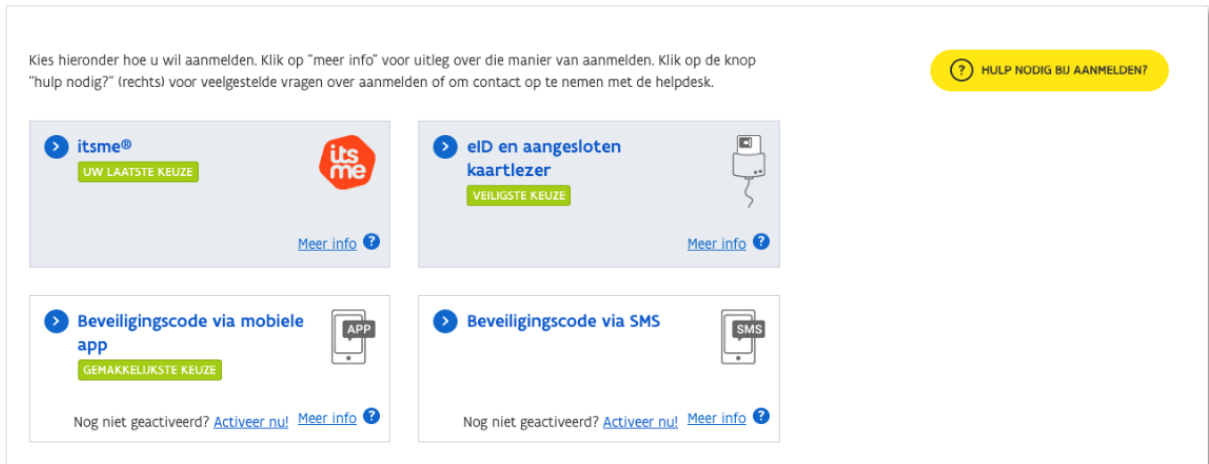 Kies hieronder hoe u wil aanmelden. Klik op "meer info" voor uitleg over die manier van aanmelden. Klik op de knop
"hulp nodig?" (rechts) voor veelgestelde vragen over aanmelden of om contact op te nemen met de helpdesk.
? HULP NODIG BIJ AANMELDEN?
itsme®
UW LAATSTE KEUZE
its
me
Meer info ?
eID en aangesloten
kaartlezer
VEILIGSTE KEUZE
Meer info ?
Beveiligingscode via mobiele
app
GEMAKKELIJKSTE KEUZE
APP
Nog niet geactiveerd? Activeer nu! Meer info ?
Beveiligingscode via SMS
SMS
Nog niet geactiveerd? Activeer nu! Meer info ?